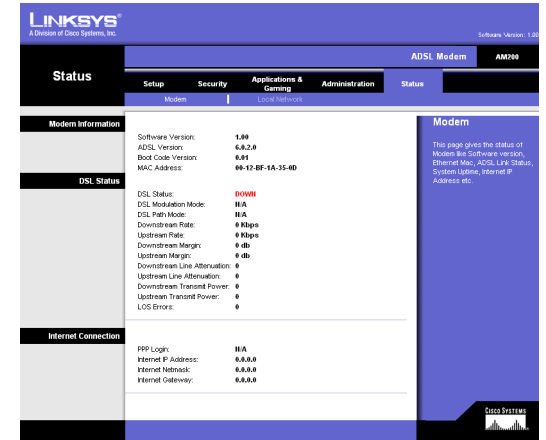 LINKSYS®
A Division of Cisco Systems, Inc.
Software Version: 1.00
ADSL Modem AM200
Status
Setup Security Applications & Gaming Administration Status
Modem Local Network
Modem Information
Software Version: 1.00
ADSL Version: 6.0.2.0
Boot Code Version: 0.01
MAC Address: 00-12-BF-1A-35-0D
DSL Status
DSL Status: DOWN
DSL Modulation Mode: N/A
DSL Path Mode: N/A
Downstream Rate: 0 Kbps
Upstream Rate: 0 Kbps
Downstream Margin: 0 db
Upstream Margin: 0 db
Downstream Line Attenuation: 0
Upstream Line Attenuation: 0
Downstream Transmit Power: 0
Upstream Transmit Power: 0
LOS Errors: 0
Internet Connection
PPP Login: N/A
Internet IP Address: 0.0.0.0
Internet Netmask: 0.0.0.0
Internet Gateway: 0.0.0.0
Modem
This page gives the status of
Modem like Software version,
Ethernet Mac, ADSL Link Status,
System Uptime, Internet IP
Address etc.
CISCO SYSTEMS